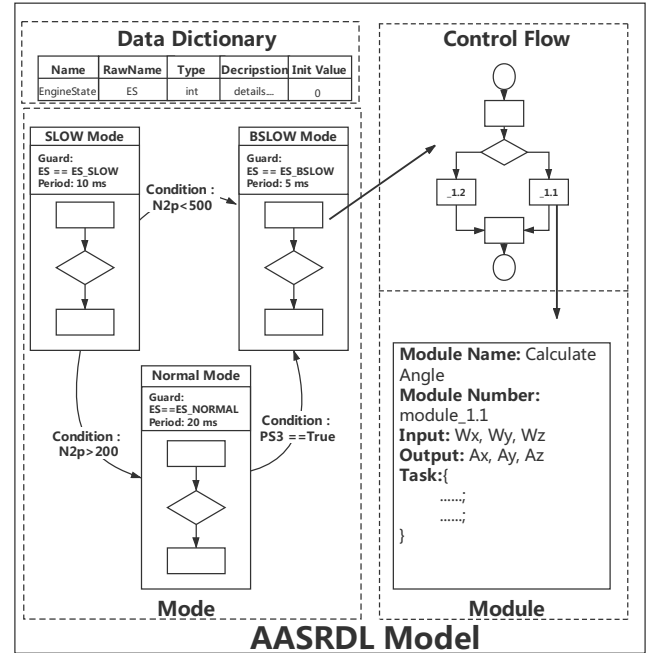 Data Dictionary
Name RawName Type Decripstion Init Value
EngineState ES int details... 0
SLOW Mode
Guard:
ES == ES_SLOW
Period: 10 ms
Condition :
N2p<500
BSLOW Mode
Guard:
ES == ES_BSLOW
Period: 5 ms
Condition :
N2p>200
Normal Mode
Guard:
ES==ES_NORMAL
Period: 20 ms
Condition :
PS3 ==True
Mode
Control Flow
_1.2
_1.1
Module Name: Calculate
Angle
Module Number:
module_1.1
Input: Wx, Wy, Wz
Output: Ax, Ay, Az
Task:{
......;
......;
}
Module
AASRDL Model